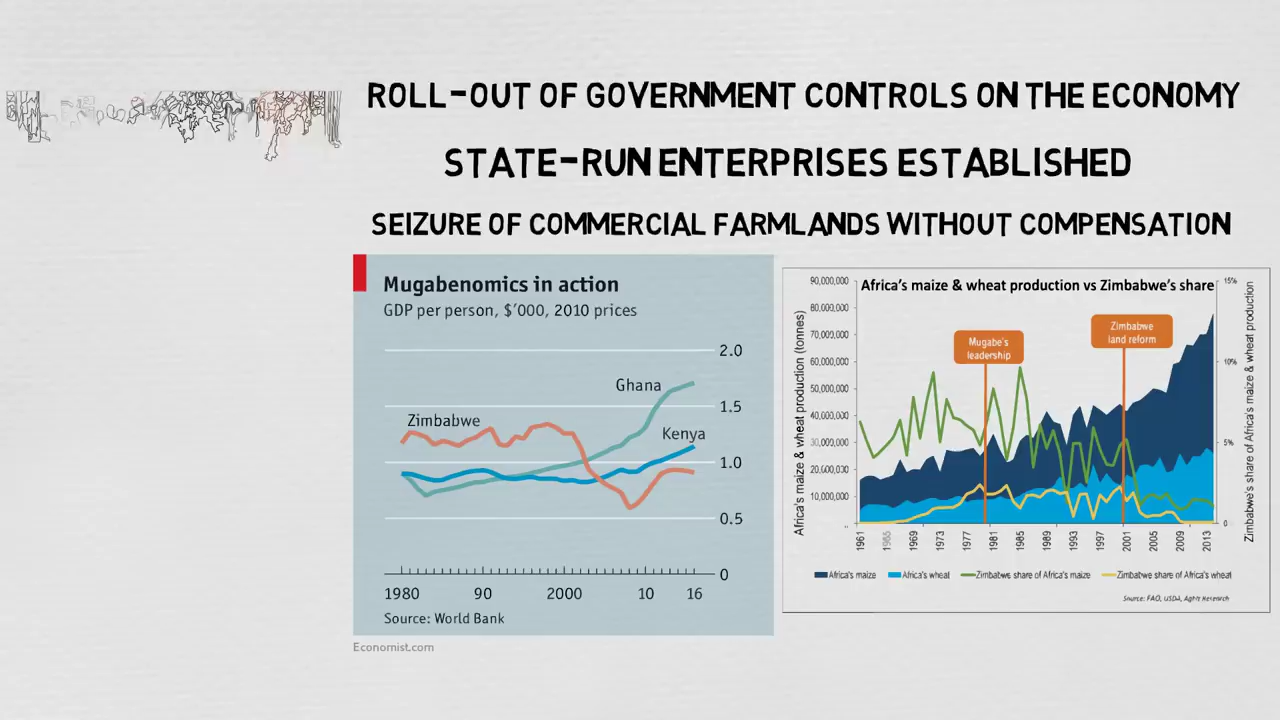 ROLL-OUT OF GOVERNMENT CONTROLS ON THE ECONOMY
STATE-RUN ENTERPRISES ESTABLISHED
SEIZURE OF COMMERCIAL FARMLANDS WITHOUT COMPENSATION
Mugabenomics in action
GDP per person, $'000, 2010 prices
2.0
Ghana
1.5
Zimbabwe
Kenya
1.0
0.5
0
1980 90 2000 10 16
Source: World Bank
Economist.com
Africa's maize & wheat production vs Zimbabwe's share
Africa's maize & wheat production (tonnes)
90,000,000
80,000,000
70,000,000
60,000,000
50,000,000
40,000,000
30,000,000
20,000,000
10,000,000
Mugabe's
leadership
Zimbabwe
land reform
15%
10%
5%
0
Zimbabwe's share of Africa's maize & wheat production
1961 1965 1969 1973 1977 1981 1985 1989 1993 1997 2001 2005 2009 2013
Africa's maize Africa's wheat Zimbabwe share of Africa's maize Zimbabwe share of Africa's wheat
Source: FAO, USDA, Agrite Research